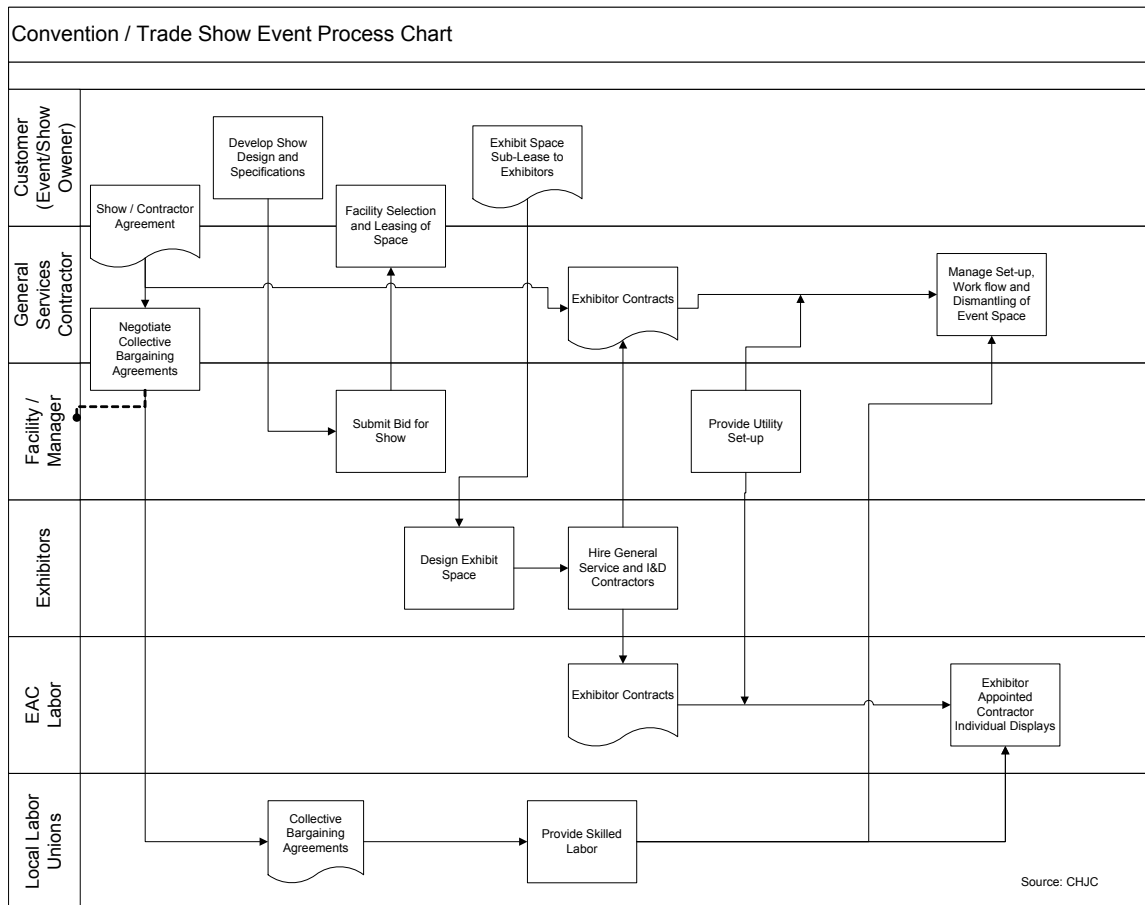 Convention / Trade Show Event Process Chart
Customer
(Event/Show
Owener)
Develop Show
Design and
Specifications
Exhibit Space
Sub-Lease to
Exhibitors
Show / Contractor
Agreement
Facility Selection
and Leasing of
Space
General
Services
Contractor
Exhibitor Contracts
Manage Set-up,
Work flow and
Dismantling of
Event Space
Negotiate
Collective
Bargaining
Agreements
Facility /
Manager
Submit Bid for
Show
Provide Utility
Set-up
Exhibitors
Design Exhibit
Space
Hire General
Service and I&D
Contractors
EAC
Labor
Exhibitor Contracts
Exhibitor
Appointed
Contractor
Individual Displays
Local Labor
Unions
Collective
Bargaining
Agreements
Provide Skilled
Labor
Source: CHJC